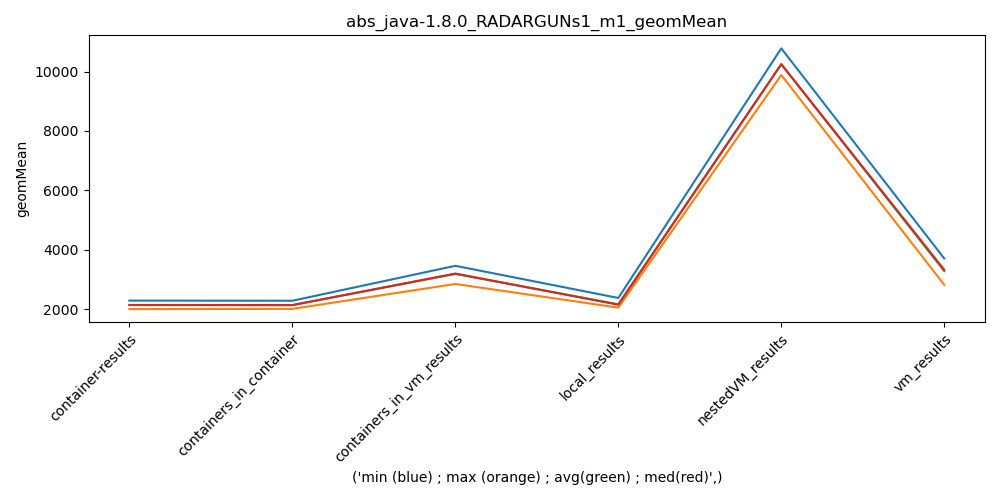 abs_java-1.8.0_RADARGUNs1_m1_geomMean
geomMean
10000
8000
6000
4000
2000
container-results
containers_in_container
containers_in_vm_results
local_results
nestedVM_results
vm_results
('min (blue) ; max (orange) ; avg(green) ; med(red)',)